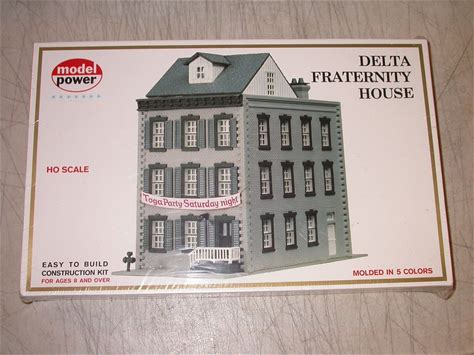 model
power
DELTA
FRATERNITY
HOUSE
HO SCALE
Toga Party Saturday night
EASY TO BUILD
CONSTRUCTION KIT
FOR AGES 8 AND OVER
MOLDED IN 5 COLORS